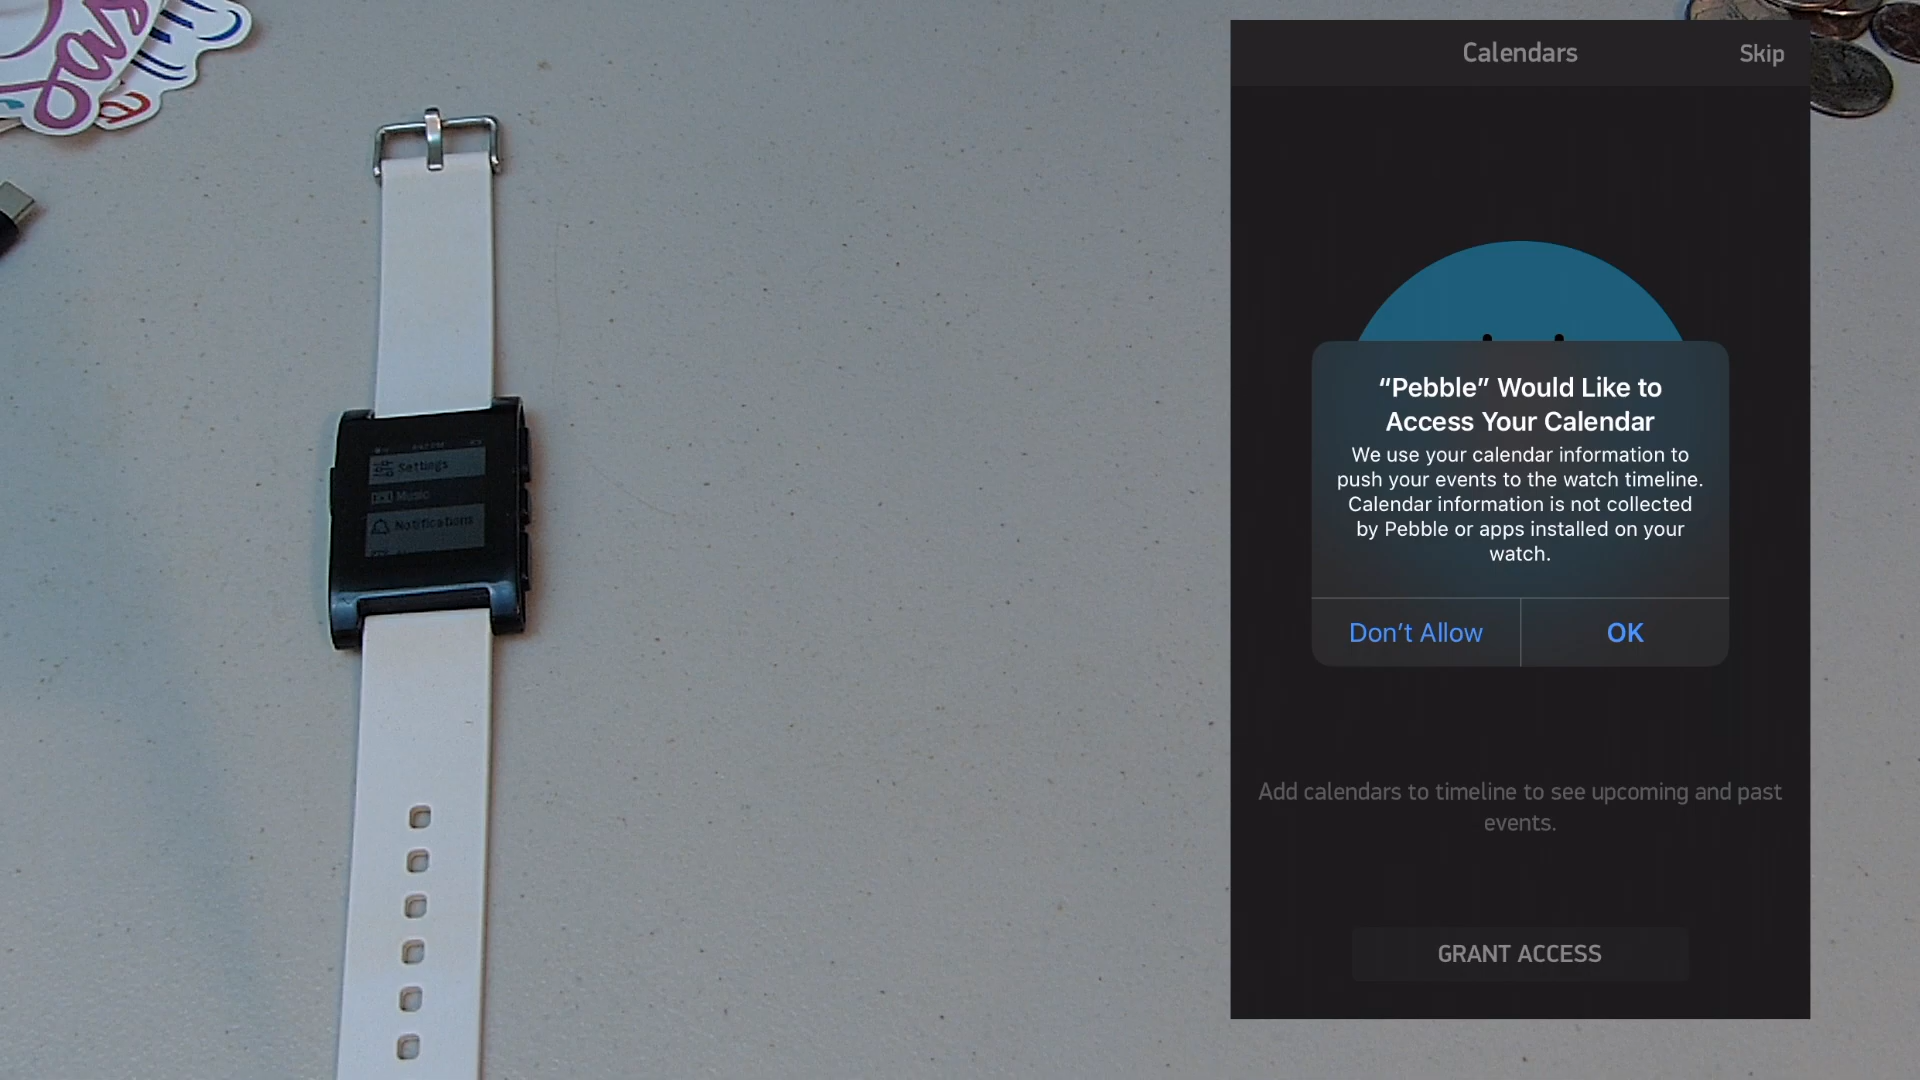 Settings
Music
Notifications
Calendars
Skip
“Pebble” Would Like to
Access Your Calendar
We use your calendar information to
push your events to the watch timeline.
Calendar information is not collected
by Pebble or apps installed on your
watch.
Don’t Allow
OK
Add calendars to timeline to see upcoming and past
events.
GRANT ACCESS